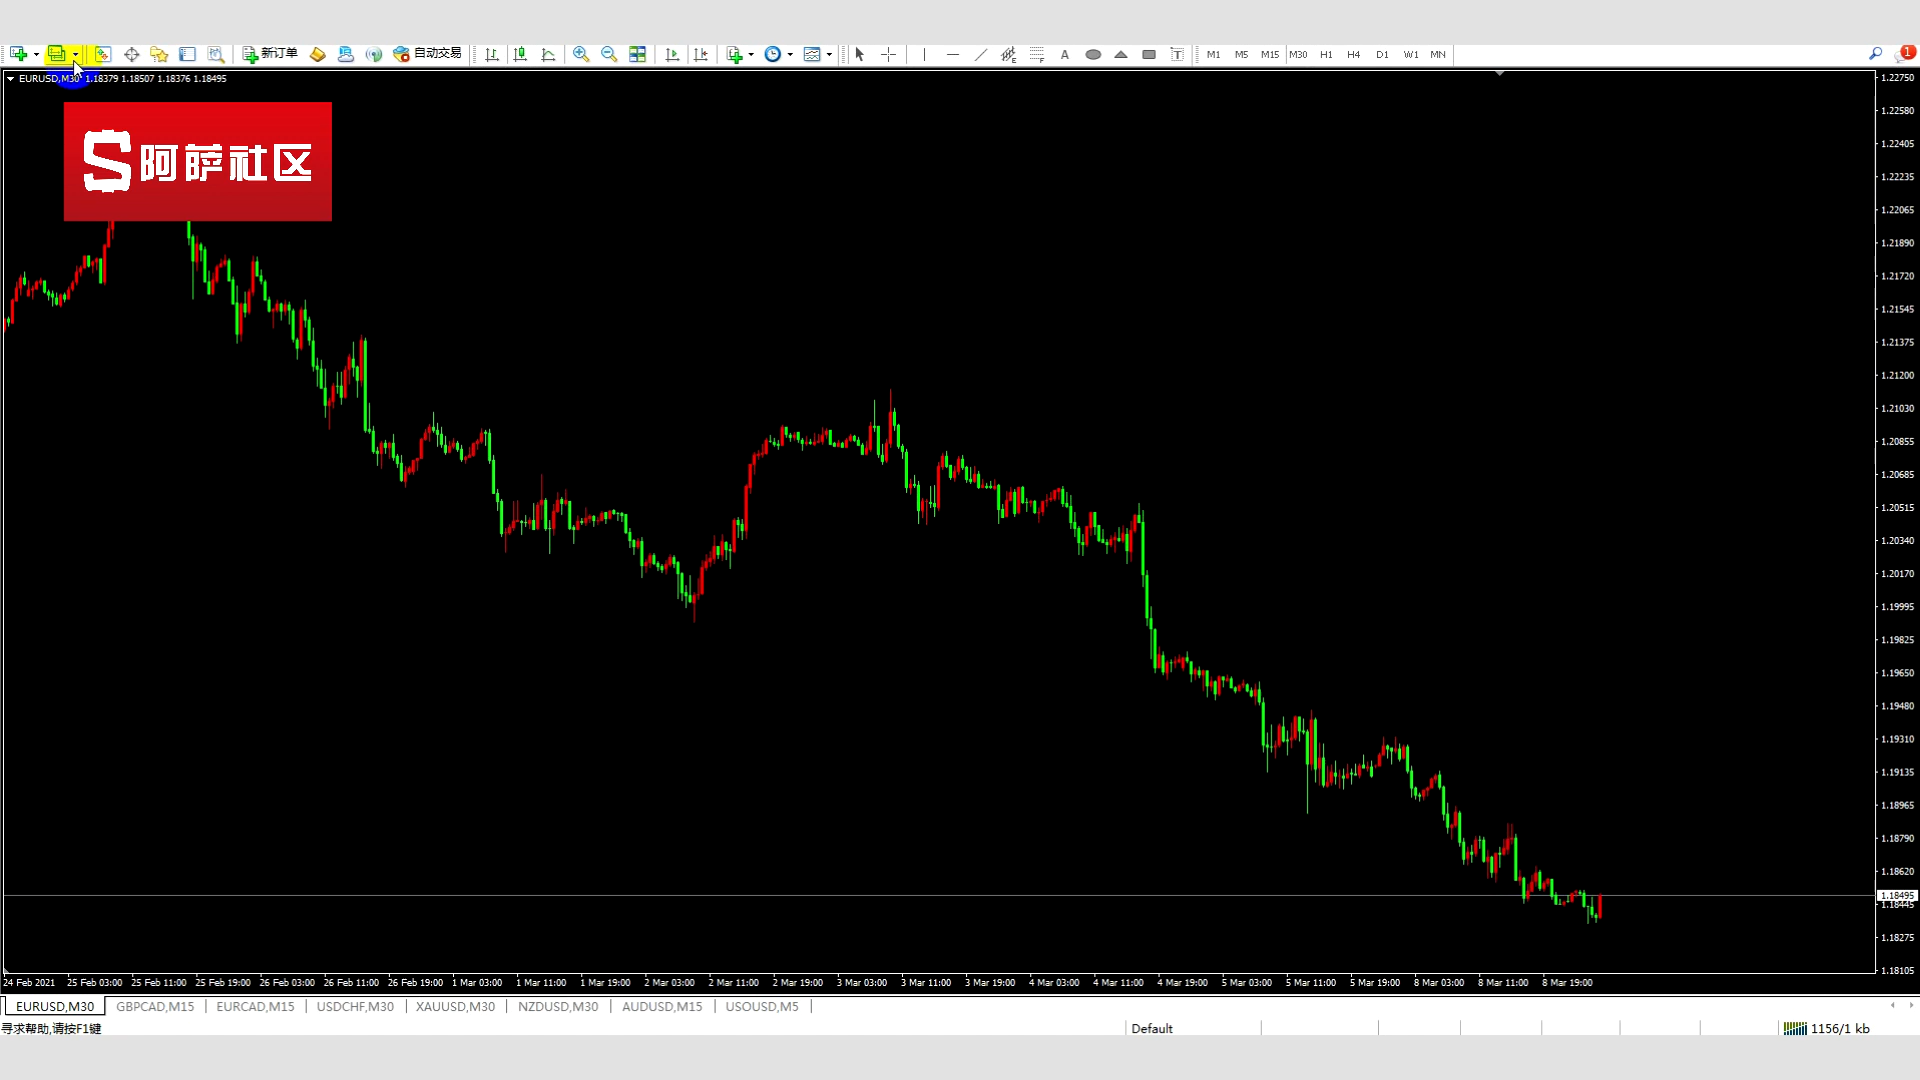 新订单
自动交易
A
T
M1 M5 M15 M30 H1 H4 D1 W1 MN
1
EURUSD,M30 1.18379 1.18507 1.18376 1.18495
S阿萨社区
1.22750
1.22580
1.22405
1.22235
1.22065
1.21890
1.21720
1.21545
1.21375
1.21200
1.21030
1.20855
1.20685
1.20515
1.20340
1.20170
1.19995
1.19825
1.19650
1.19480
1.19310
1.19135
1.18965
1.18790
1.18620
1.18495
1.18445
1.18275
1.18105
24 Feb 2021 25 Feb 03:00 25 Feb 11:00 25 Feb 19:00 26 Feb 03:00 26 Feb 11:00 26 Feb 19:00 1 Mar 03:00 1 Mar 11:00 1 Mar 19:00 2 Mar 03:00 2 Mar 11:00 2 Mar 19:00 3 Mar 03:00 3 Mar 11:00 3 Mar 19:00 4 Mar 03:00 4 Mar 11:00 4 Mar 19:00 5 Mar 03:00 5 Mar 11:00 5 Mar 19:00 8 Mar 03:00 8 Mar 11:00 8 Mar 19:00
EURUSD,M30 GBPCAD,M15 EURCAD,M15 USDCHF,M30 XAUUSD,M30 NZDUSD,M30 AUDUSD,M15 USOUSD,M5
寻求帮助,请按F1键
Default
1156/1 kb